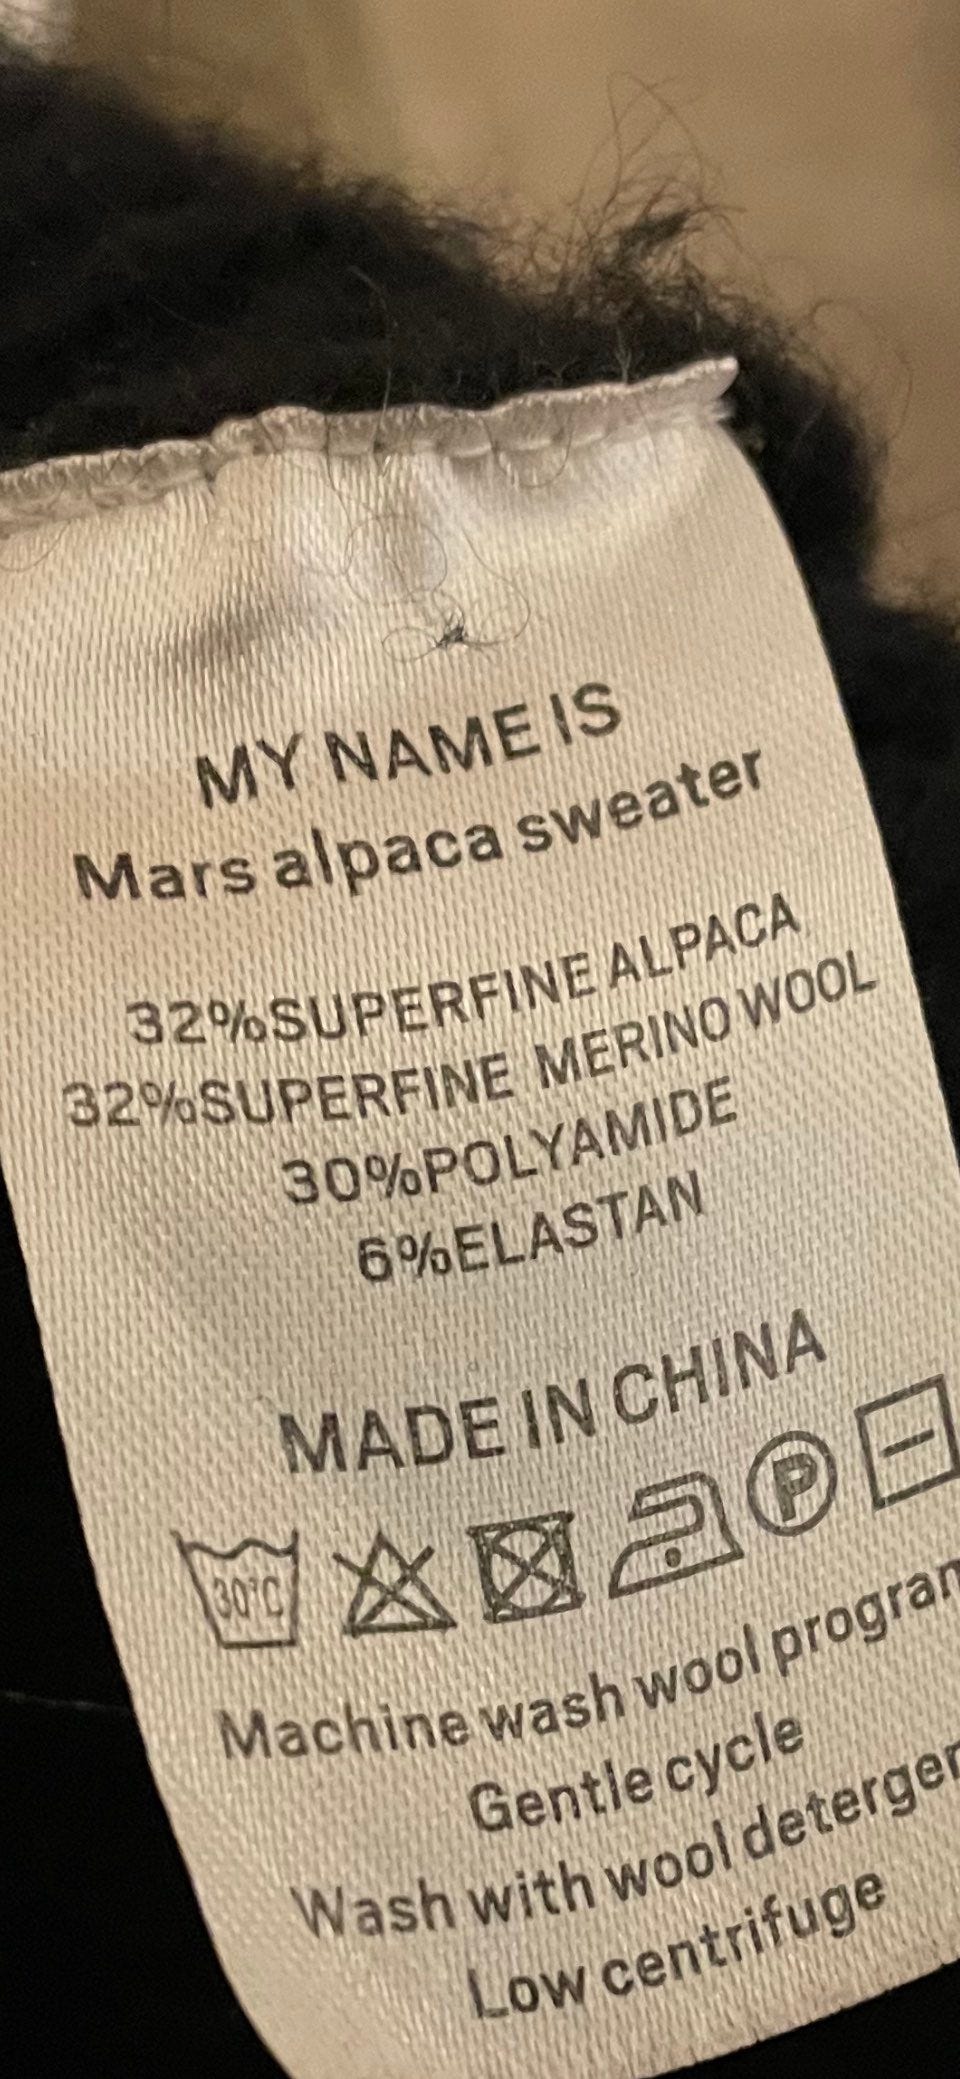 MY NAME IS
Mars alpaca sweater
32%SUPERFINE ALPACA
32%SUPERFINE MERINO WOOL
30%POLYAMIDE
6%ELASTAN
MADE IN CHINA
30°C P
Machine wash wool
Gentle cycle
Wash with wool
Low centrifuge